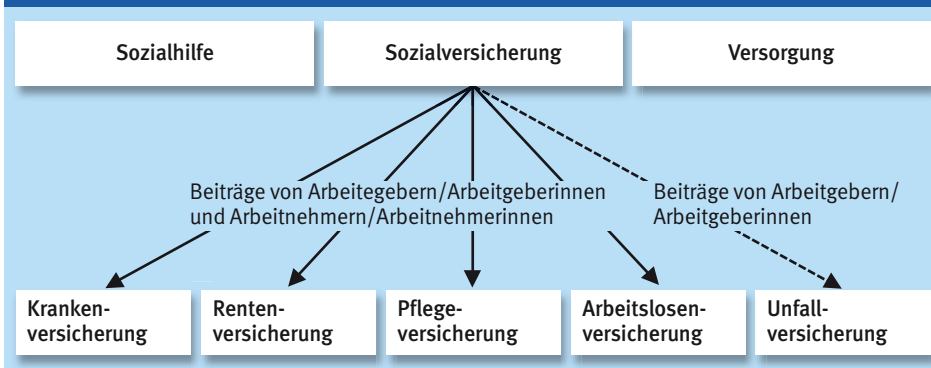 Sozialhilfe
Sozialversicherung
Versorgung
Beiträge von Arbeitegebern/Arbeitgeberinnen
und Arbeitnehmern/Arbeitnehmerinnen
Beiträge von Arbeitgebern/
Arbeitgeberinnen
Kranken-
versicherung
Renten-
versicherung
Pflege-
versicherung
Arbeitslosen-
versicherung
Unfall-
versicherung